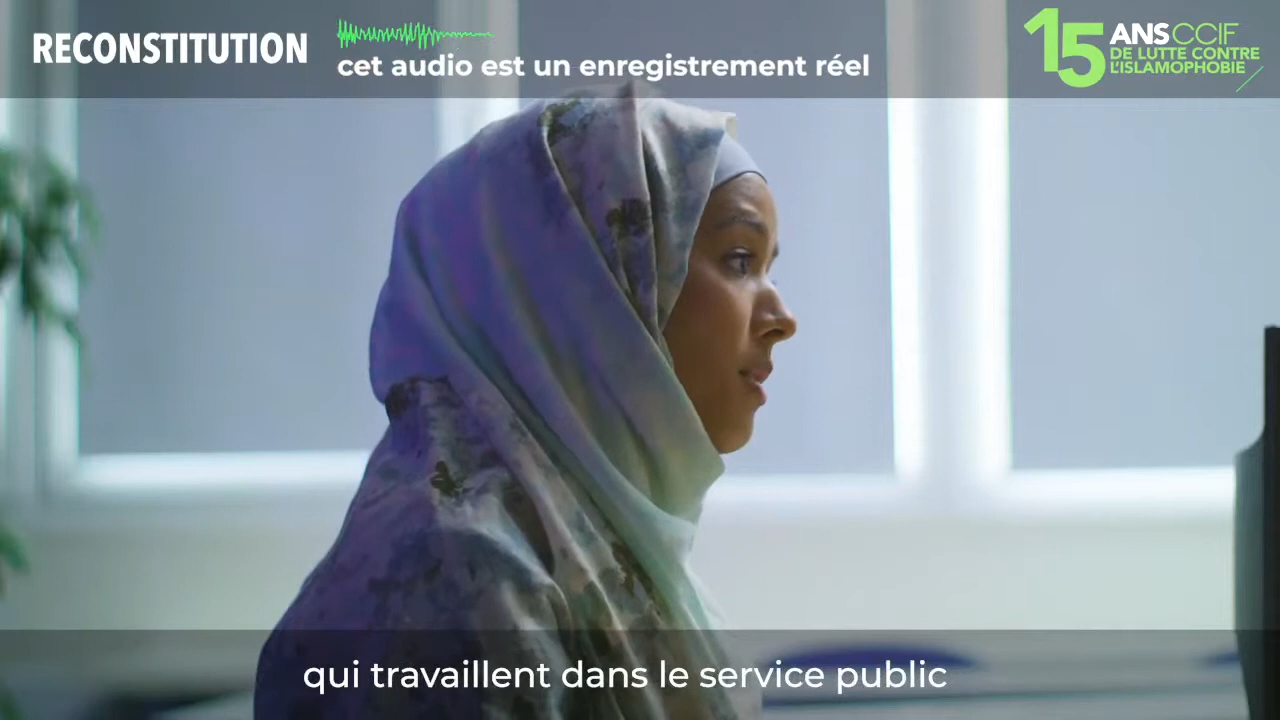 RECONSTITUTION
cet audio est un enregistrement réel
15 ANS CCIF
DE LUTTE CONTRE
L'ISLAMOPHOBIE
qui travaillent dans le service public